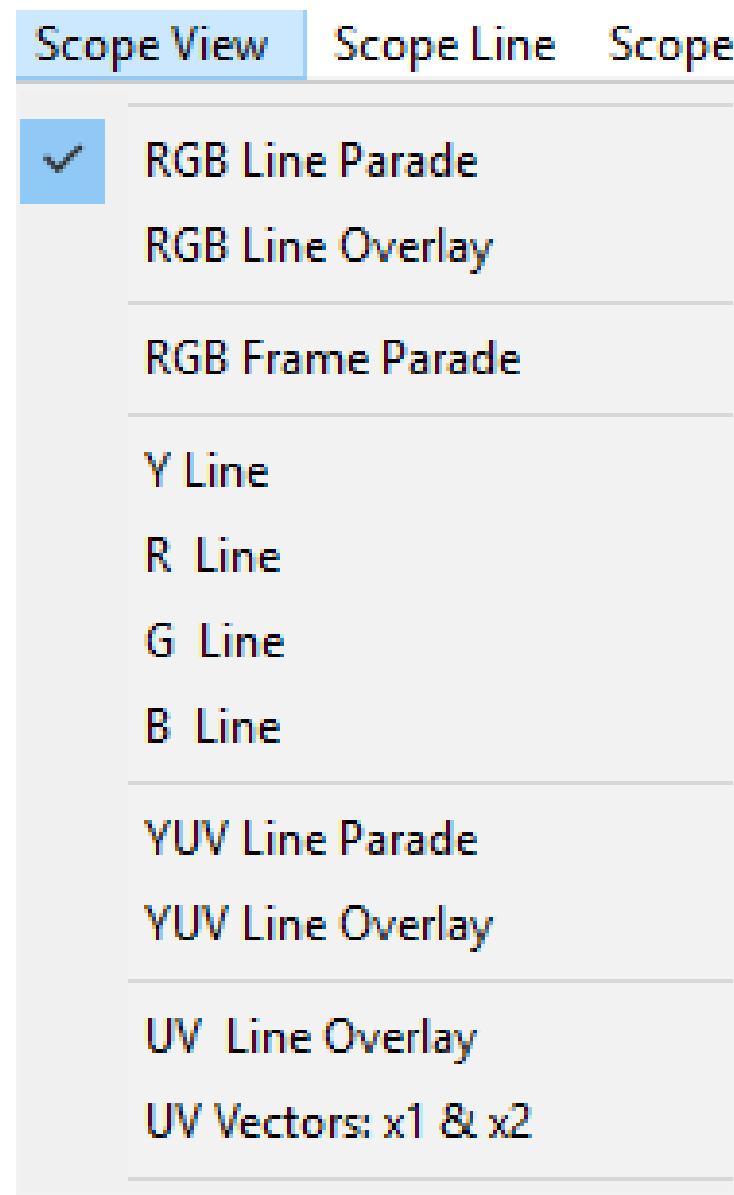 Scope View Scope Line Scope
RGB Line Parade
RGB Line Overlay
RGB Frame Parade
Y Line
R Line
G Line
B Line
YUV Line Parade
YUV Line Overlay
UV Line Overlay
UV Vectors: x1 & x2